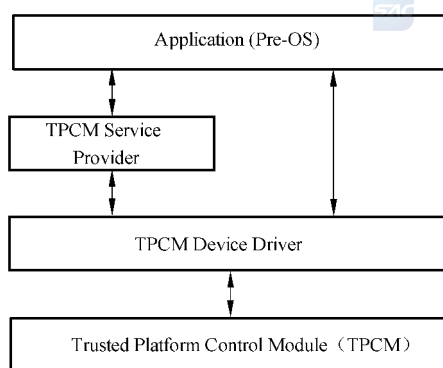 Application (Pre-OS)
TPCM Service
Provider
TPCM Device Driver
Trusted Platform Control Module（TPCM）